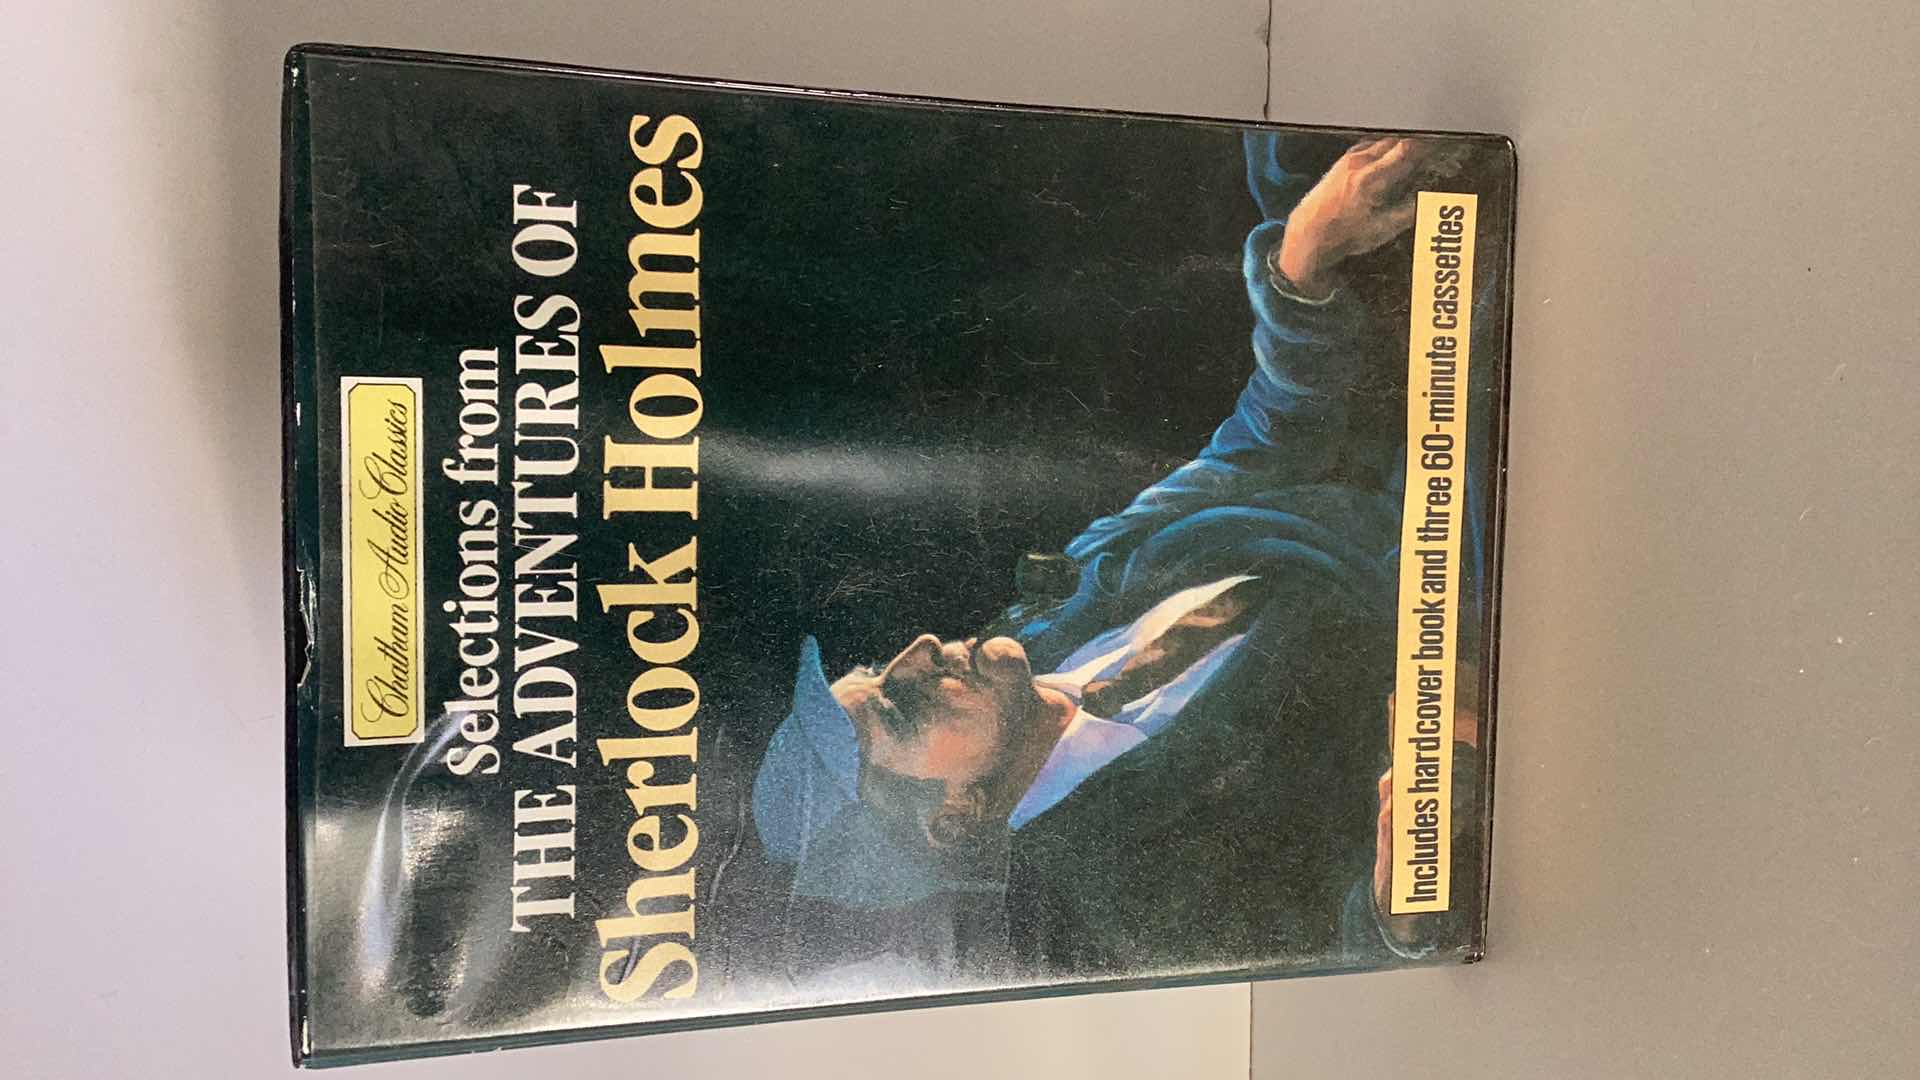 Chatham Audio Classics
Selections from
THE ADVENTURES OF
Sherlock Holmes
Includes hardcover book and three 60-minute cassettes